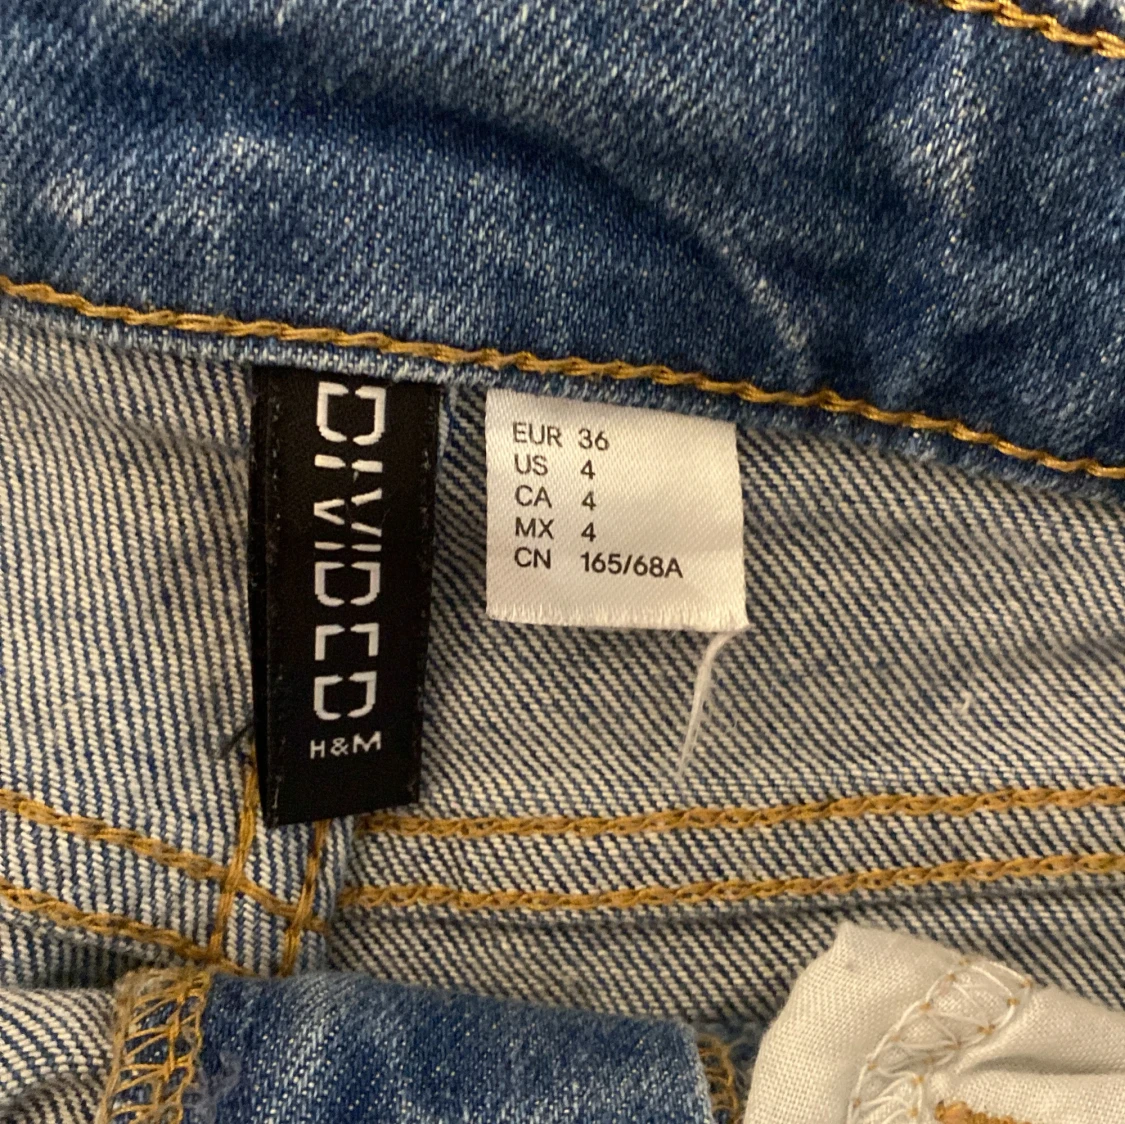 DIVIDED
H&M
EUR 36
US 4
CA 4
MX 4
CN 165/68A